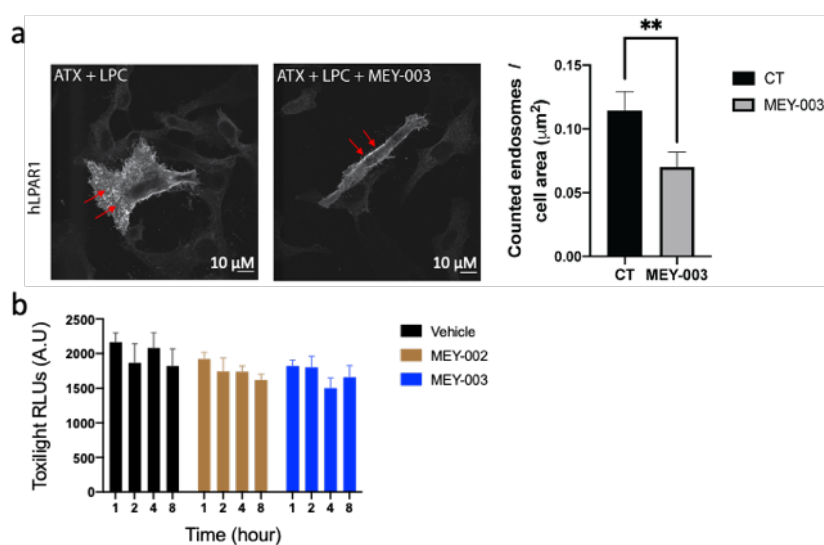 a
hLPAR1
ATX + LPC
10 µM
ATX + LPC + MEY-003
10 µM
Counted endosomes /
cell area (µm²)
0.15
0.10
0.05
0.00
**
CT MEY-003
CT
MEY-003
b
Toxilight RLUs (A.U)
2500
2000
1500
1000
500
0
1 2 4 8 1 2 4 8 1 2 4 8
Time (hour)
Vehicle
MEY-002
MEY-003